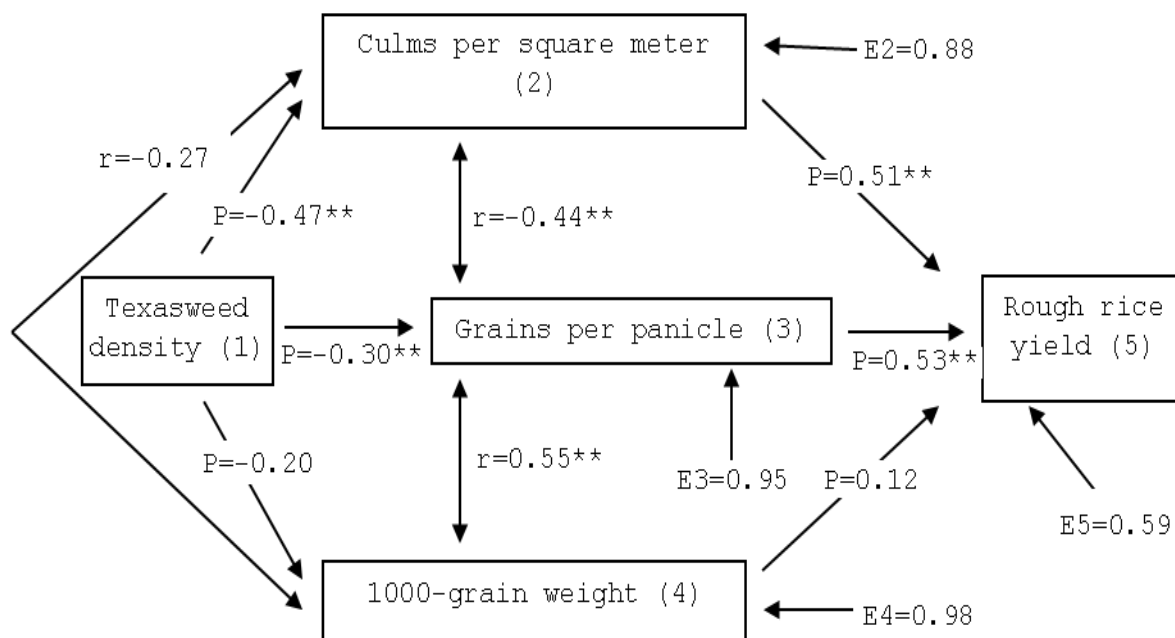 Culms per square meter
(2)
E2=0.88
r=-0.27
P=-0.47**
r=-0.44**
P=0.51**
Texasweed
density (1)
P=-0.30**
Grains per panicle (3)
P=0.53**
Rough rice
yield (5)
P=-0.20
r=0.55**
E3=0.95
P=0.12
E5=0.59
1000-grain weight (4)
E4=0.98